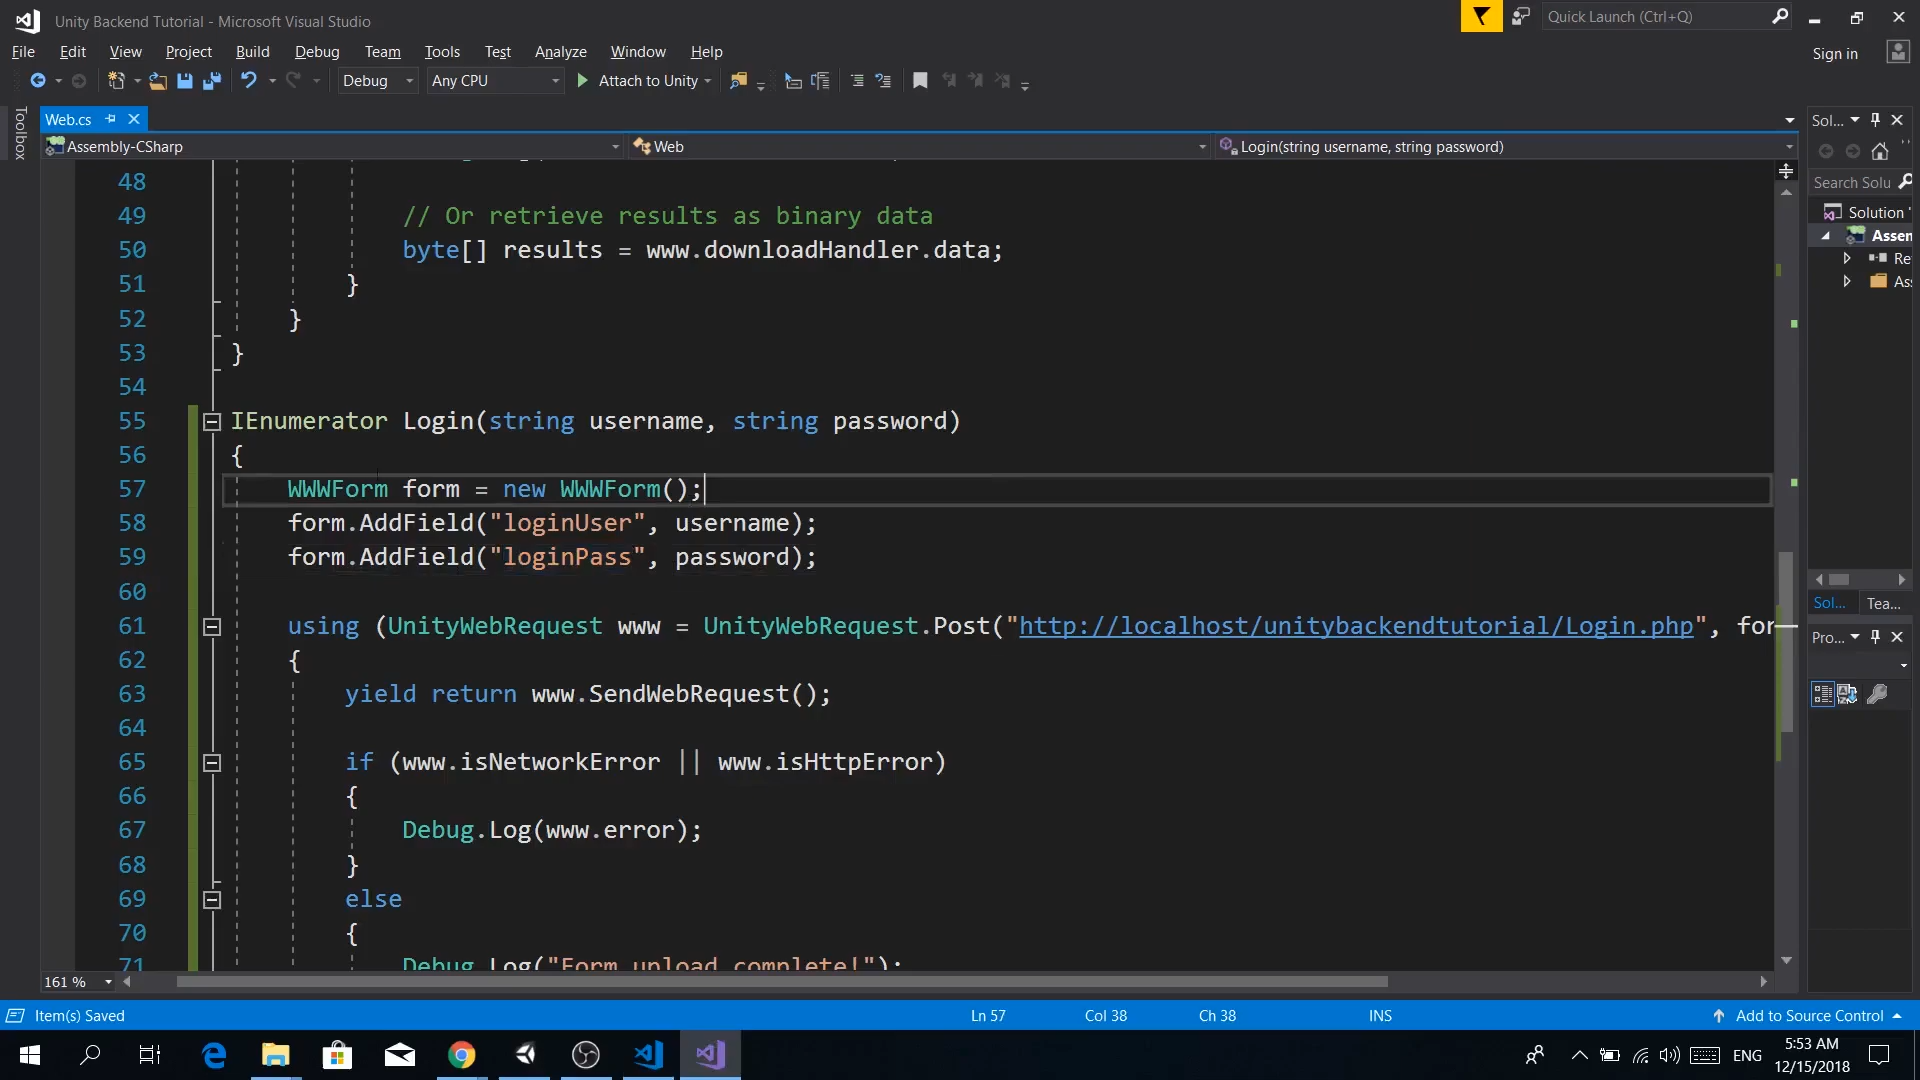 Unity Backend Tutorial - Microsoft Visual Studio
Quick Launch (Ctrl+Q)
File Edit View Project Build Debug Team Tools Test Analyze Window Help
Sign in
Debug Any CPU Attach to Unity
Toolbox
Web.cs
Sol...
Assembly-CSharp Web Login(string username, string password)
Search Solu
Solution '
Assen
Re
Ass
48
49 // Or retrieve results as binary data
50 byte[] results = www.downloadHandler.data;
51 }
52 }
53 }
54
55 IEnumerator Login(string username, string password)
56 {
57 WWWForm form = new WWWForm();
58 form.AddField("loginUser", username);
59 form.AddField("loginPass", password);
60
61 using (UnityWebRequest www = UnityWebRequest.Post("http://localhost/unitybackendtutorial/Login.php", for
62 {
63 yield return www.SendWebRequest();
64
65 if (www.isNetworkError || www.isHttpError)
66 {
67 Debug.Log(www.error);
68 }
69 else
70 {
71 Debug.Log("Form upload complete!");
Sol... Tea...
Pro...
161 %
Item(s) Saved Ln 57 Col 38 Ch 38 INS Add to Source Control
ENG
5:53 AM
12/15/2018